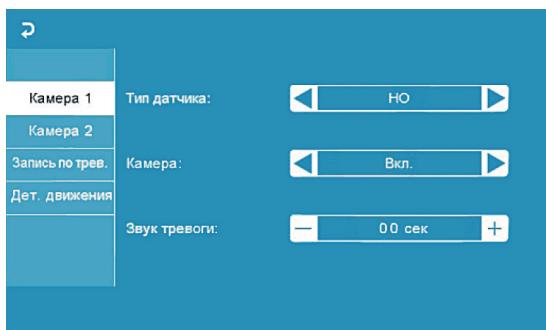 Камера 1
Тип датчика: НО
Камера 2
Запись по трев.
Камера: Вкл.
Дет. движения
Звук тревоги: 00 сек